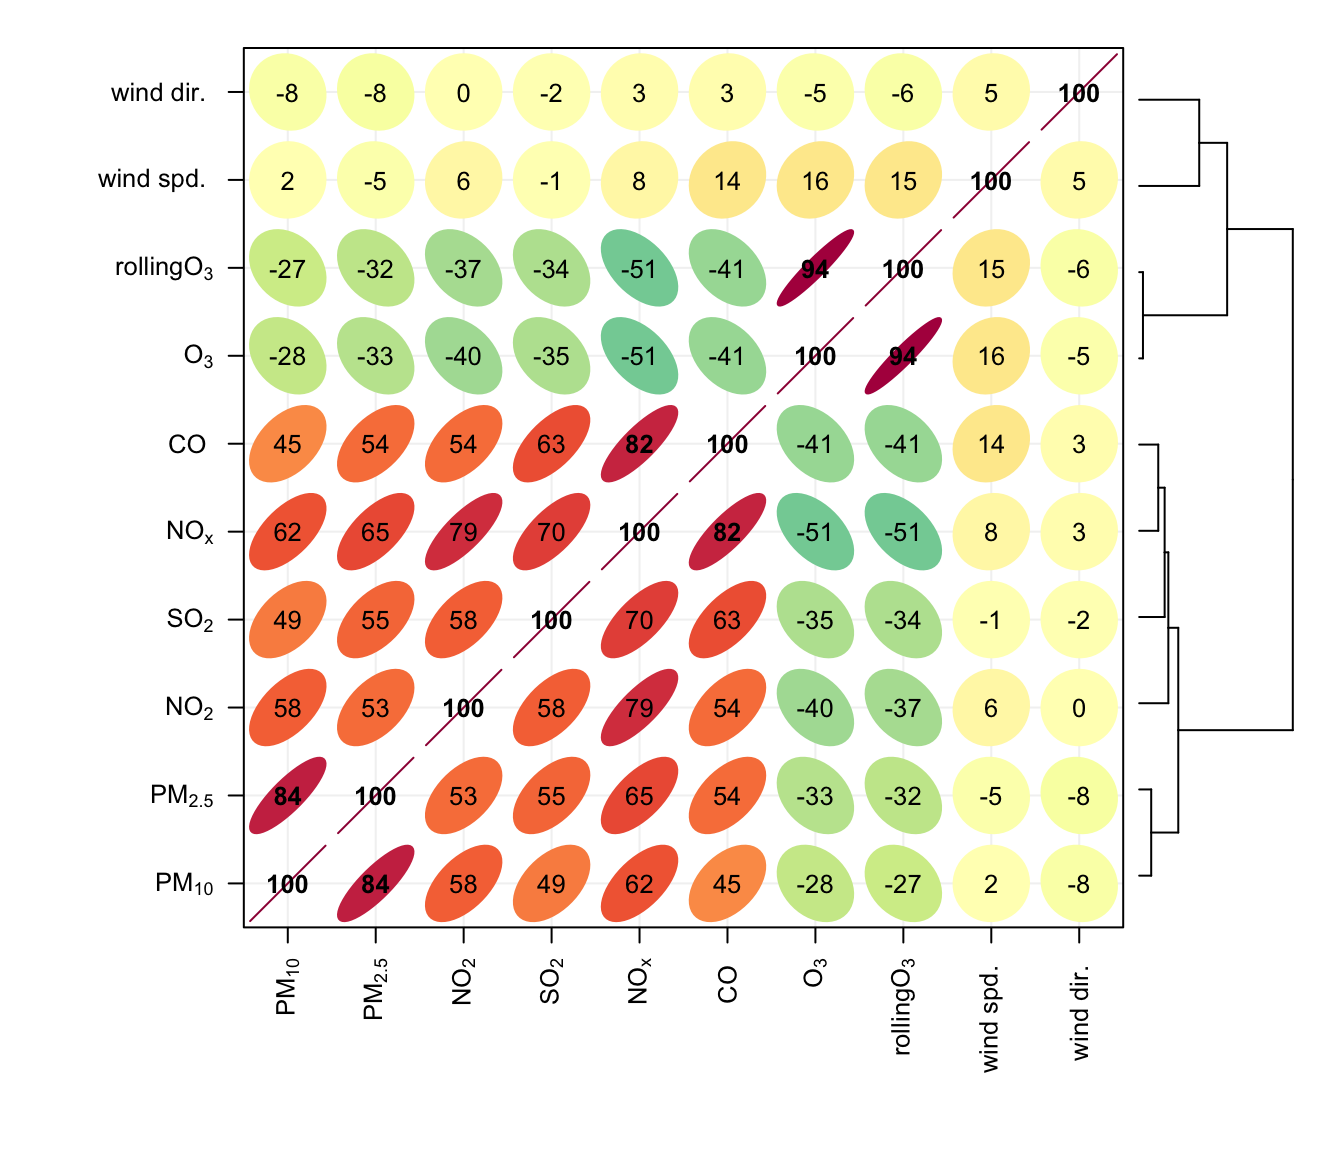 wind dir. -8 -8 0 -2 3 3 -5 -6 5 100
wind spd. 2 -5 6 -1 8 14 16 15 100 5
rollingO₃ -27 -32 -37 -34 -51 -41 94 100 15 -6
O₃ -28 -33 -40 -35 -51 -41 100 94 16 -5
CO 45 54 54 63 82 100 -41 -41 14 3
NOₓ 62 65 79 70 100 82 -51 -51 8 3
SO₂ 49 55 58 100 70 63 -35 -34 -1 -2
NO₂ 58 53 100 58 79 54 -40 -37 6 0
PM₂.₅ 84 100 53 55 65 54 -33 -32 -5 -8
PM₁₀ 100 84 58 49 62 45 -28 -27 2 -8
PM₁₀ PM₂.₅ NO₂ SO₂ NOₓ CO O₃ rollingO₃ wind spd. wind dir.